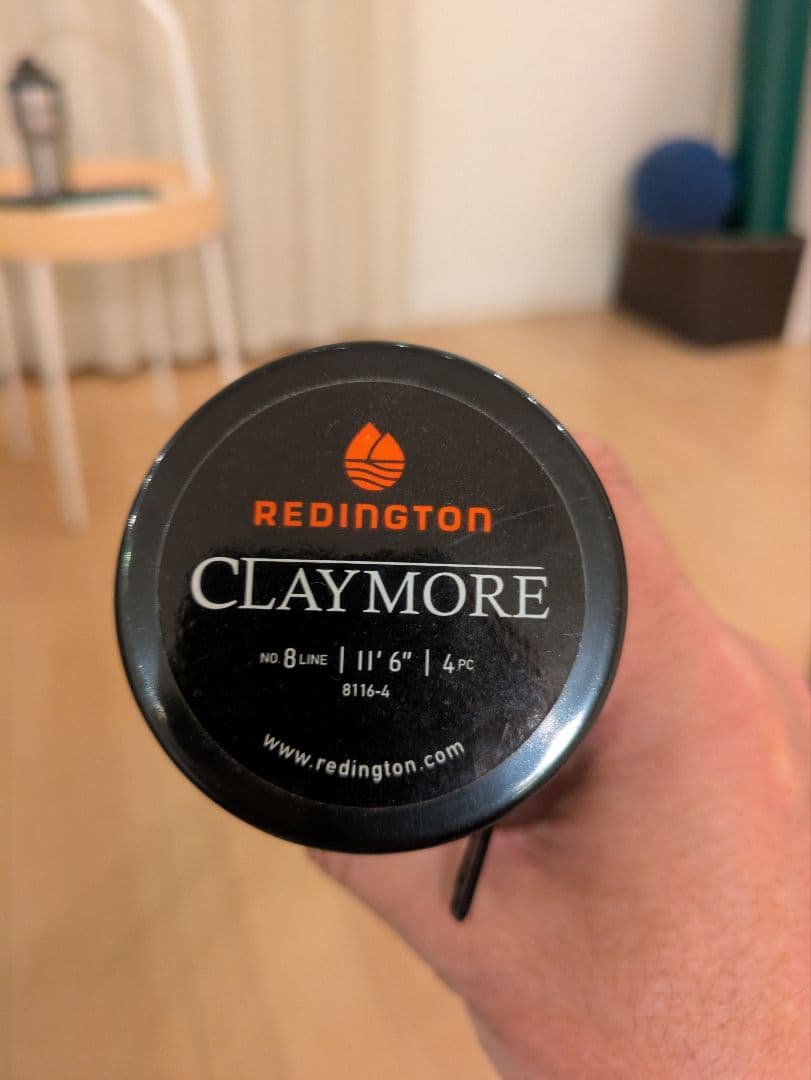 REDINGTON
CLAYMORE
NO. 8 LINE | 11' 6" | 4 PC
8116-4
www.redington.com